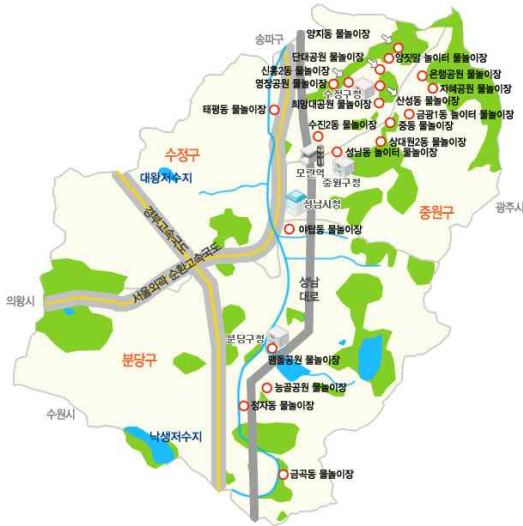 양지동 물놀이장
송파구
단대공원 물놀이장
양짓말 놀이터 물놀이장
신흥2동 물놀이장
은행공원 물놀이장
영장공원 물놀이장
수정구청
자혜공원 물놀이장
희망대공원 물놀이장
산성동 물놀이장
태평동 물놀이장
금광1동 놀이터 물놀이장
수진2동 물놀이장
중동 물놀이장
상대원2동 물놀이장
수정구
성남동 놀이터 물놀이장
모란역
중원구청
대왕저수지
성남시청
중원구
광주시
경부고속국도
야탑동 물놀이장
서울외곽 순환고속국도
성남
대로
의왕시
분당구청
분당구
맴돌공원 물놀이장
능골공원 물놀이장
정자동 물놀이장
수원시
낙생저수지
금곡동 물놀이장